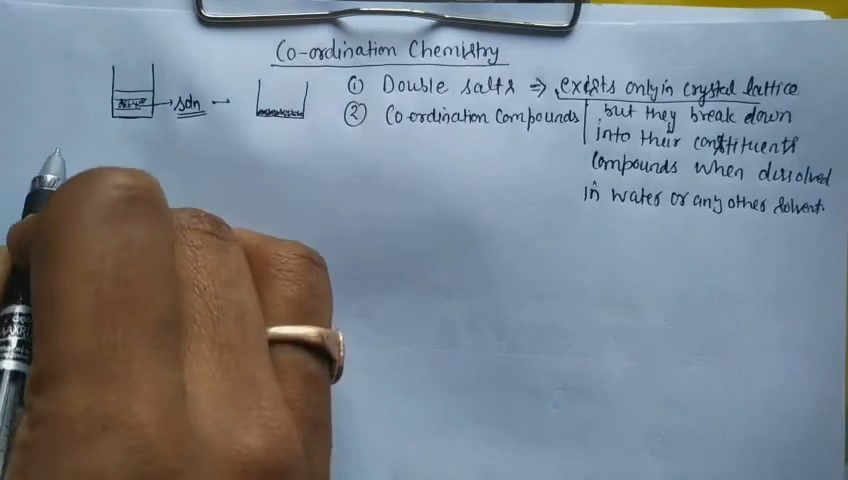 Co-ordination Chemistry
soln
① Double salts ⇒ exists only in crystal lattice
② Co ordination Compounds
but they break down
into their constituents
compounds when dissolved
in water or any other solvent.